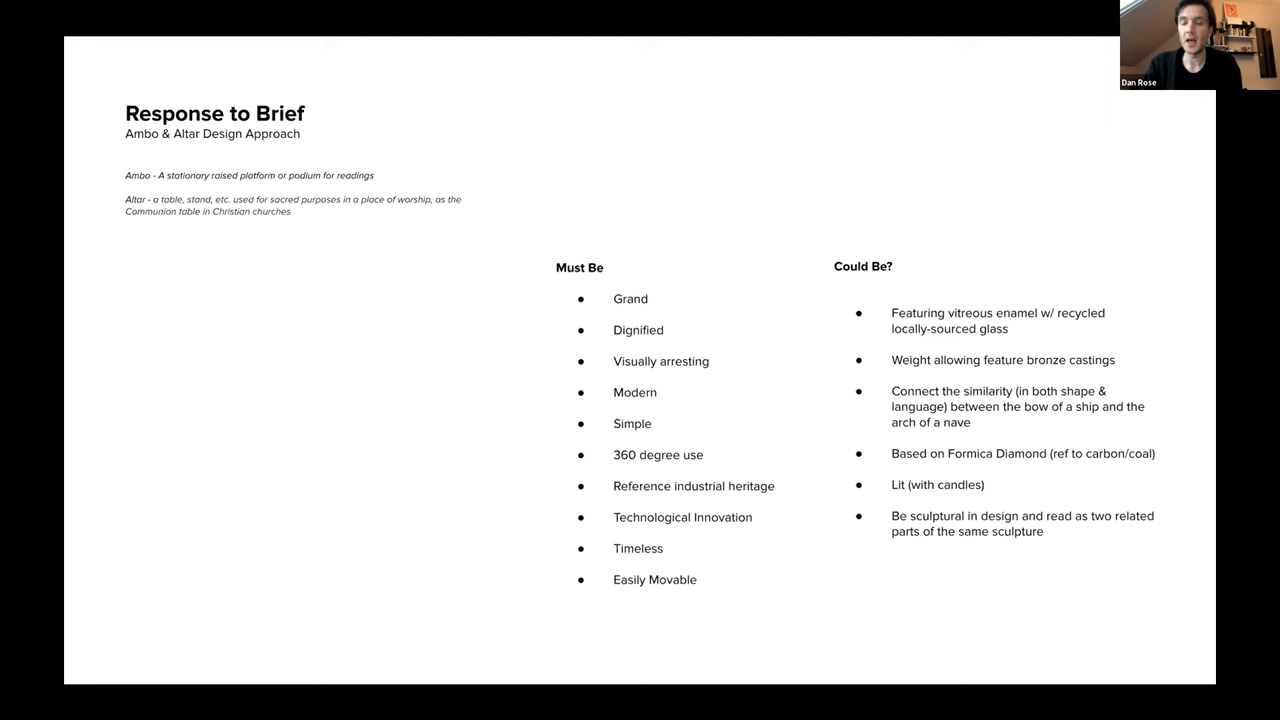 Dan Rose
Response to Brief
Ambo & Altar Design Approach
Ambo - A stationary raised platform or podium for readings
Altar - a table, stand, etc. used for sacred purposes in a place of worship, as the
Communion table in Christian churches
Must Be
● Grand
● Dignified
● Visually arresting
● Modern
● Simple
● 360 degree use
● Reference industrial heritage
● Technological Innovation
● Timeless
● Easily Movable
Could Be?
● Featuring vitreous enamel w/ recycled
locally-sourced glass
● Weight allowing feature bronze castings
● Connect the similarity (in both shape &
language) between the bow of a ship and the
arch of a nave
● Based on Formica Diamond (ref to carbon/coal)
● Lit (with candles)
● Be sculptural in design and read as two related
parts of the same sculpture